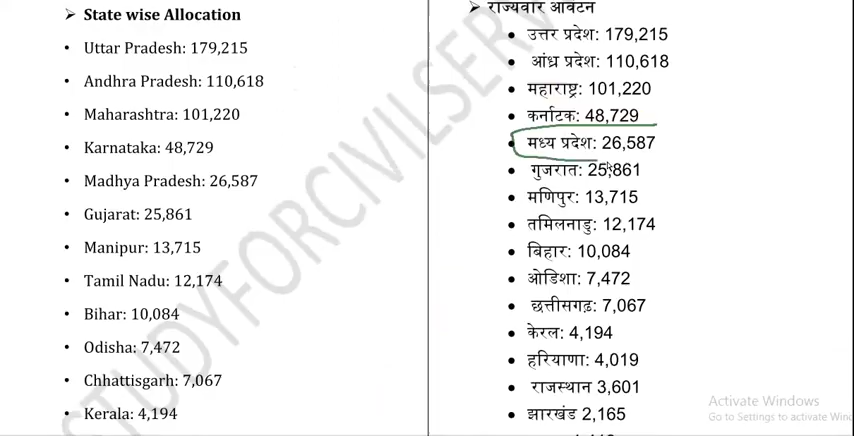 ➢ State wise Allocation
• Uttar Pradesh: 179,215
• Andhra Pradesh: 110,618
• Maharashtra: 101,220
• Karnataka: 48,729
• Madhya Pradesh: 26,587
• Gujarat: 25,861
• Manipur: 13,715
• Tamil Nadu: 12,174
• Bihar: 10,084
• Odisha: 7,472
• Chhattisgarh: 7,067
• Kerala: 4,194
➢ राज्यवार आवंटन
• उत्तर प्रदेश: 179,215
• आंध्र प्रदेश: 110,618
• महाराष्ट्र: 101,220
• कर्नाटक: 48,729
• मध्य प्रदेश: 26,587
• गुजरात: 25,861
• मणिपुर: 13,715
• तमिलनाडु: 12,174
• बिहार: 10,084
• ओडिशा: 7,472
• छत्तीसगढ़: 7,067
• केरल: 4,194
• हरियाणा: 4,019
• राजस्थान 3,601
• झारखंड 2,165
STUDYFORCIVILSERV
Activate Windows
Go to Settings to activate Wind